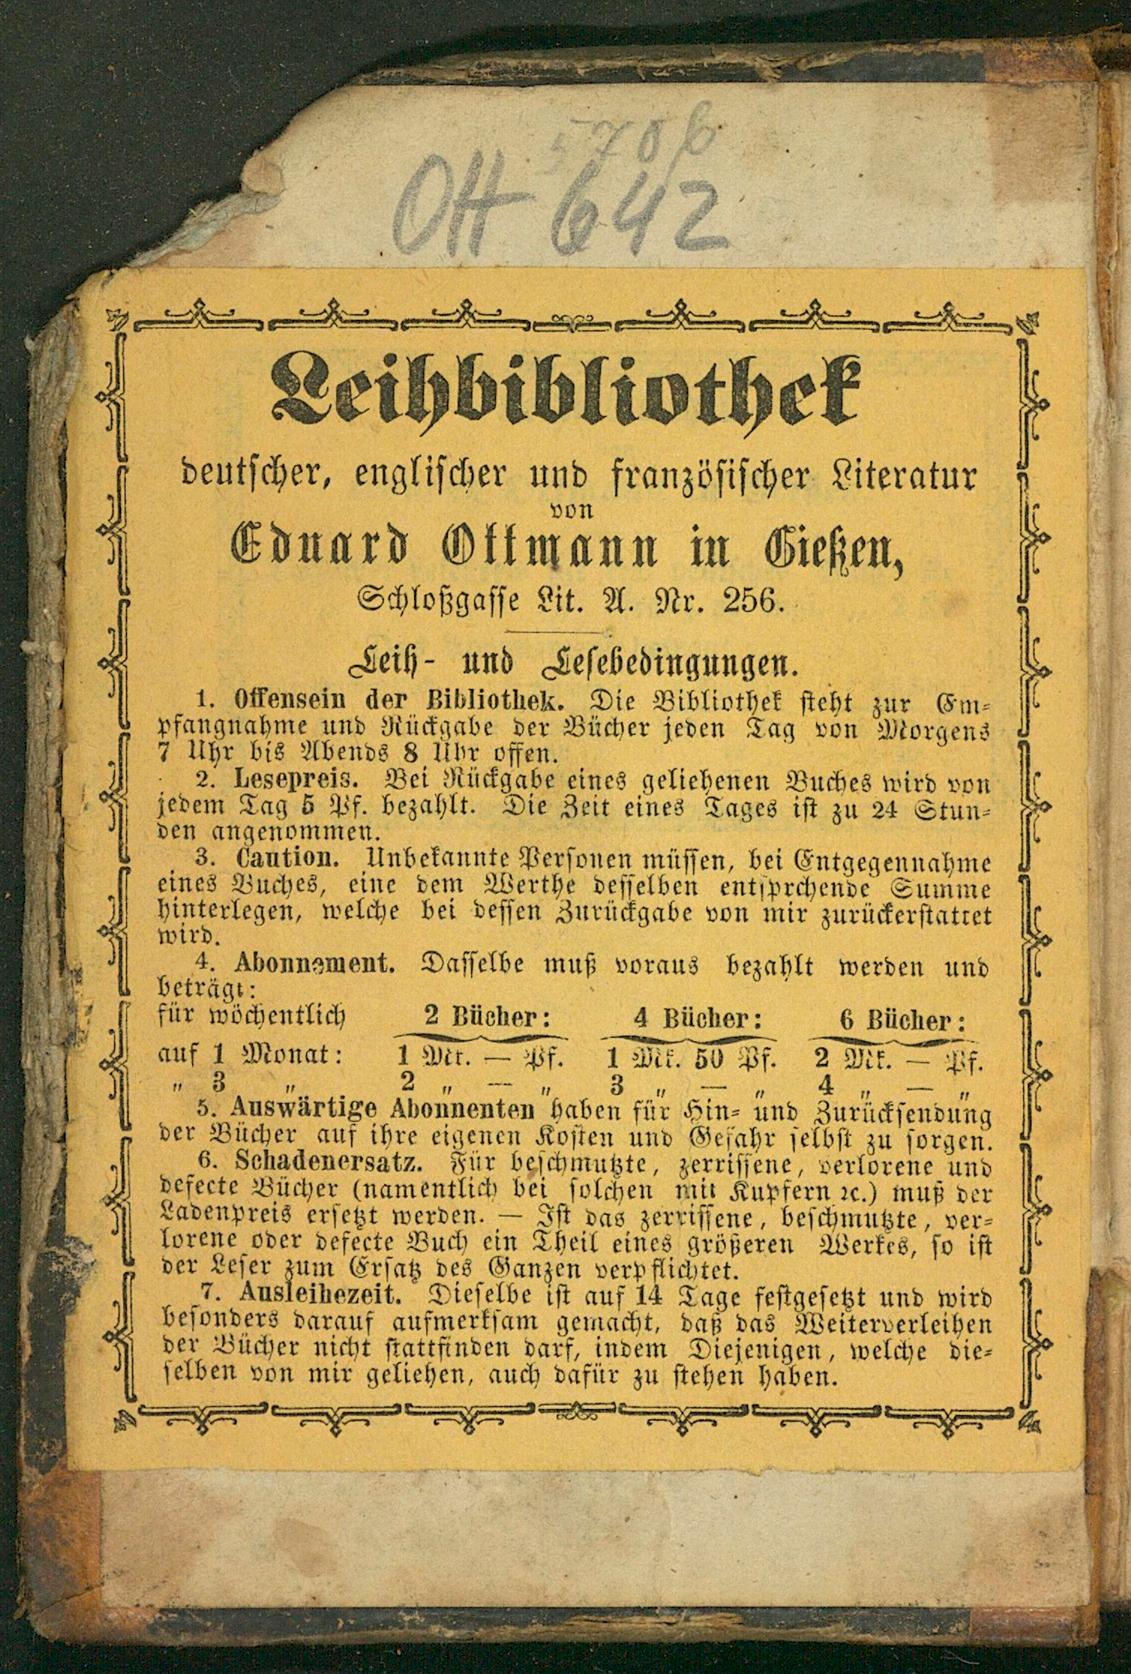 5706
OH 642
Leihbibliothek
deutscher, englischer und französischer Literatur
von
Eduard Ottmann in Gießen,
Schloßgasse Lit. A. Nr. 256.
Leih- und Lesebedingungen.
1. Offensein der Bibliothek. Die Bibliothek steht zur Em-
pfangnahme und Rückgabe der Bücher jeden Tag von Morgens
7 Uhr bis Abends 8 Uhr offen.
2. Lesepreis. Bei Rückgabe eines geliehenen Buches wird von
jedem Tag 5 Pf. bezahlt. Die Zeit eines Tages ist zu 24 Stun-
den angenommen.
3. Caution. Unbekannte Personen müssen, bei Entgegennahme
eines Buches, eine dem Werthe desselben entsprchende Summe
hinterlegen, welche bei dessen Zurückgabe von mir zurückerstattet
wird.
4. Abonnement. Dasselbe muß voraus bezahlt werden und
beträgt:
für wöchentlich 2 Bücher: 4 Bücher: 6 Bücher:
auf 1 Monat: 1 Mk. — Pf. 1 Mk. 50 Pf. 2 Mk. — Pf.
„ 3 „ 2 „ — „ 3 „ — „ 4 „ — „
5. Auswärtige Abonnenten haben für Hin- und Zurücksendung
der Bücher auf ihre eigenen Kosten und Gefahr selbst zu sorgen.
6. Schadenersatz. Für beschmutzte, zerrissene, verlorene und
defecte Bücher (namentlich bei solchen mit Kupfern ꝛc.) muß der
Ladenpreis ersetzt werden. — Ist das zerrissene, beschmutzte, ver-
lorene oder defecte Buch ein Theil eines größeren Werkes, so ist
der Leser zum Ersatz des Ganzen verpflichtet.
7. Ausleihezeit. Dieselbe ist auf 14 Tage festgesetzt und wird
besonders darauf aufmerksam gemacht, daß das Weiterverleihen
der Bücher nicht stattfinden darf, indem Diejenigen, welche die-
selben von mir geliehen, auch dafür zu stehen haben.